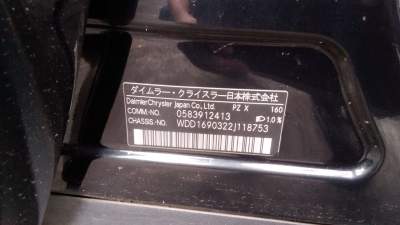 ダイムラー・クライスラー日本株式会社
DaimlerChrysler Japan Co., Ltd. PZ X 160
COMM.-NO. 0583912413 1.0%
CHASSIS.-NO. WDD1690322J118753